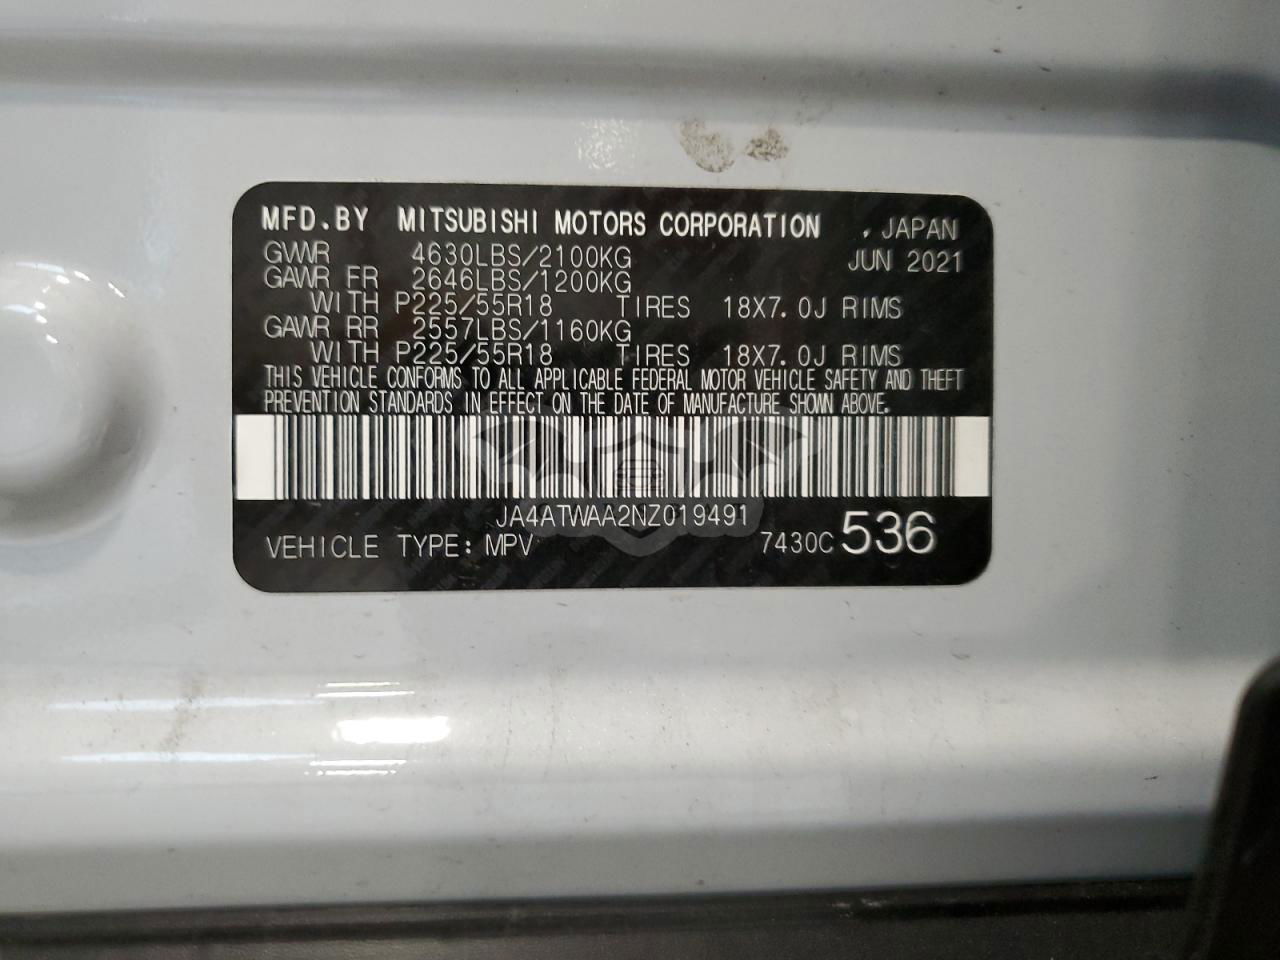 MFD.BY MITSUBISHI MOTORS CORPORATION , JAPAN
GVWR 4630LBS/2100KG JUN 2021
GAWR FR 2646LBS/1200KG
WITH P225/55R18 TIRES 18X7.0J RIMS
GAWR RR 2557LBS/1160KG
WITH P225/55R18 TIRES 18X7.0J RIMS
THIS VEHICLE CONFORMS TO ALL APPLICABLE FEDERAL MOTOR VEHICLE SAFETY AND THEFT
PREVENTION STANDARDS IN EFFECT ON THE DATE OF MANUFACTURE SHOWN ABOVE.
JA4ATWAA2NZ019491
VEHICLE TYPE: MPV 7430C 536